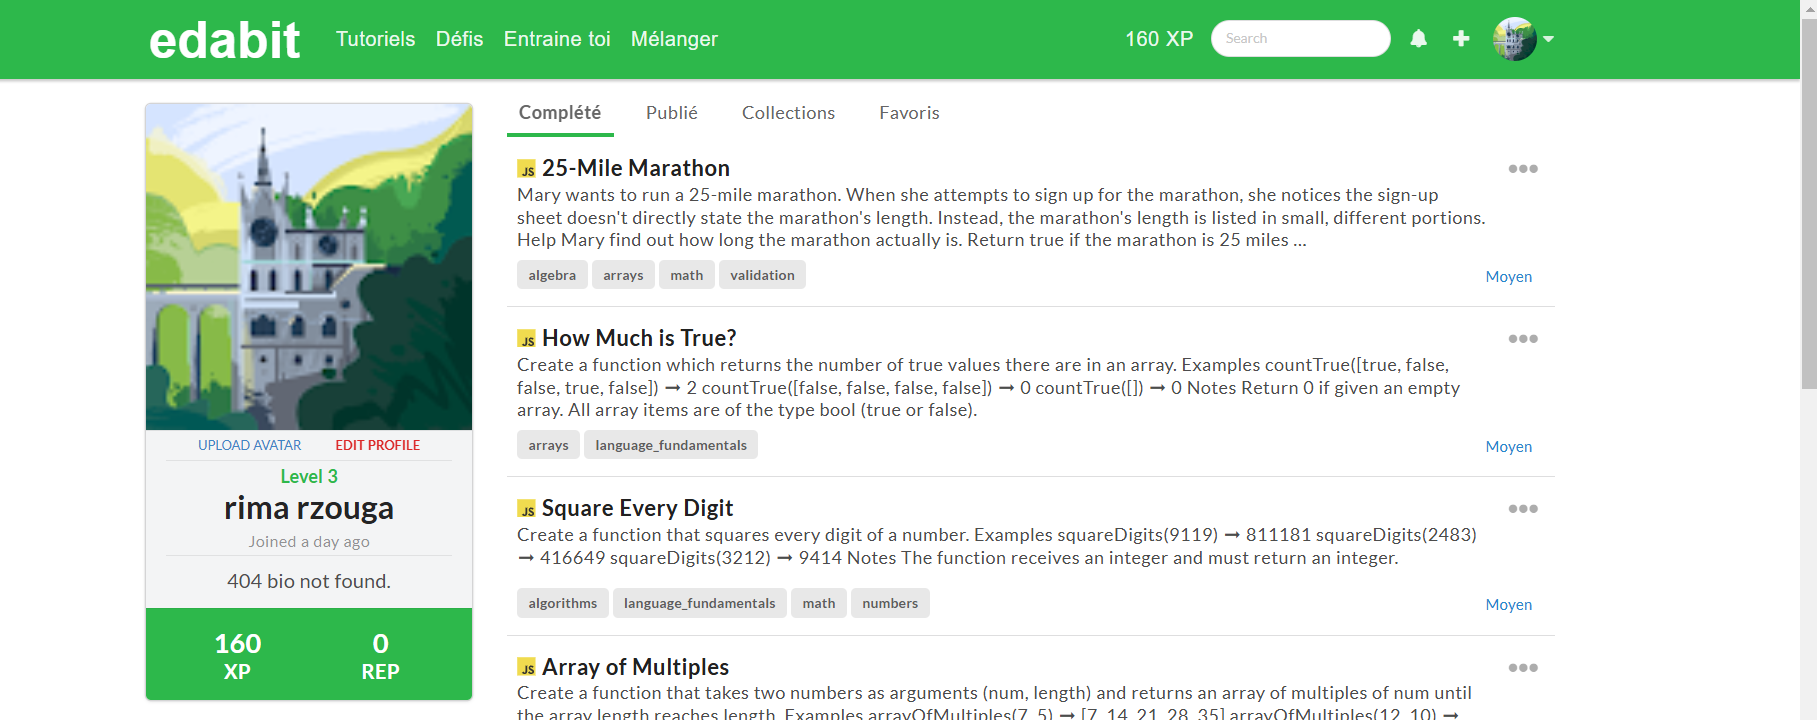 edabit
Tutoriels Défis Entraine toi Mélanger
160 XP
Search
Complété Publié Collections Favoris
JS 25-Mile Marathon
Mary wants to run a 25-mile marathon. When she attempts to sign up for the marathon, she notices the sign-up
sheet doesn't directly state the marathon's length. Instead, the marathon's length is listed in small, different portions.
Help Mary find out how long the marathon actually is. Return true if the marathon is 25 miles ...
algebra arrays math validation
Moyen
JS How Much is True?
Create a function which returns the number of true values there are in an array. Examples countTrue([true, false,
false, true, false]) → 2 countTrue([false, false, false, false]) → 0 countTrue([]) → 0 Notes Return 0 if given an empty
array. All array items are of the type bool (true or false).
arrays language_fundamentals
Moyen
JS Square Every Digit
Create a function that squares every digit of a number. Examples squareDigits(9119) → 811181 squareDigits(2483)
→ 416649 squareDigits(3212) → 9414 Notes The function receives an integer and must return an integer.
algorithms language_fundamentals math numbers
Moyen
JS Array of Multiples
Create a function that takes two numbers as arguments (num, length) and returns an array of multiples of num until
the array length reaches length. Examples arrayOfMultiples(7, 5) → [7, 14, 21, 28, 35] arrayOfMultiples(12, 10) →
UPLOAD AVATAR EDIT PROFILE
Level 3
rima rzouga
Joined a day ago
404 bio not found.
160 0
XP REP